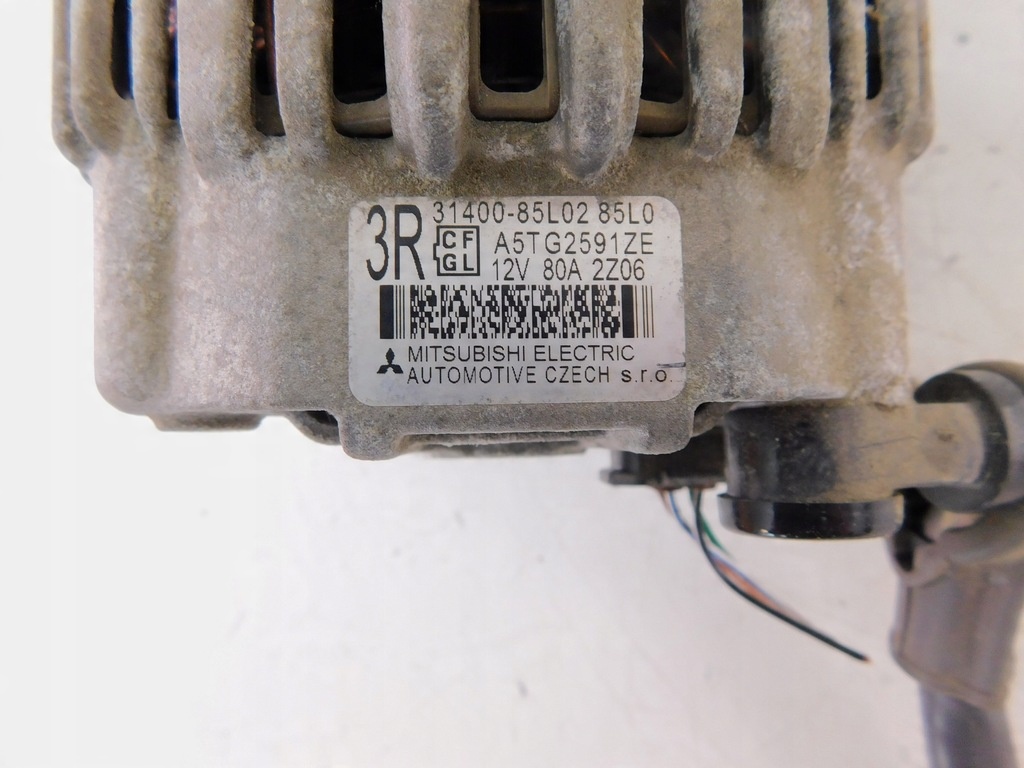 3R 31400-85L02 85L0
CF A5TG2591ZE
GL 12V 80A 2Z06
MITSUBISHI ELECTRIC
AUTOMOTIVE CZECH s.r.o.